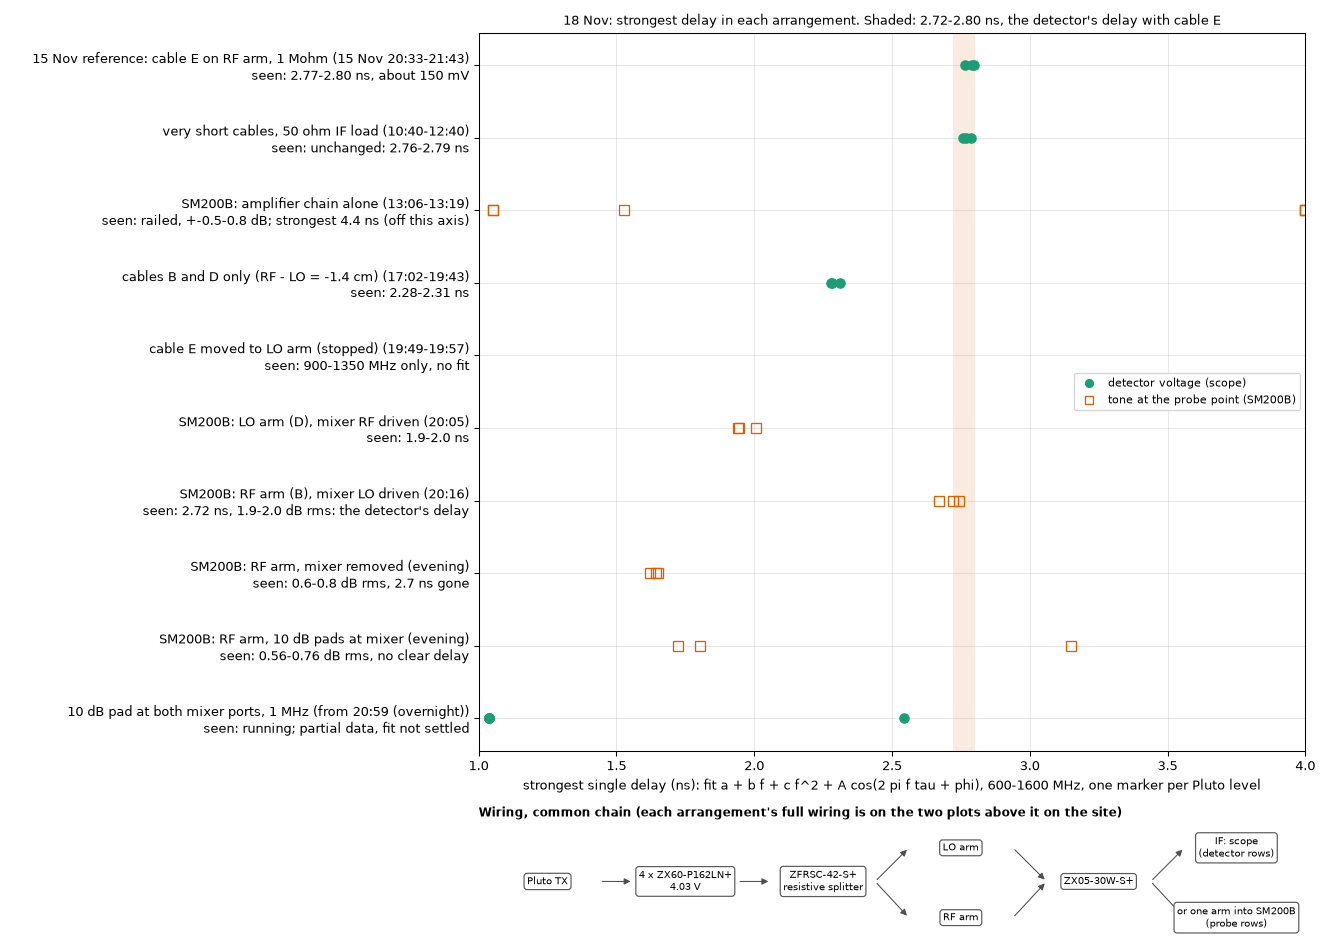 18 Nov: strongest delay in each arrangement. Shaded: 2.72-2.80 ns, the detector's delay with cable E
15 Nov reference: cable E on RF arm, 1 Mohm (15 Nov 20:33-21:43)
seen: 2.77-2.80 ns, about 150 mV
very short cables, 50 ohm IF load (10:40-12:40)
seen: unchanged: 2.76-2.79 ns
SM200B: amplifier chain alone (13:06-13:19)
seen: railed, +-0.5-0.8 dB; strongest 4.4 ns (off this axis)
cables B and D only (RF - LO = -1.4 cm) (17:02-19:43)
seen: 2.28-2.31 ns
cable E moved to LO arm (stopped) (19:49-19:57)
seen: 900-1350 MHz only, no fit
SM200B: LO arm (D), mixer RF driven (20:05)
seen: 1.9-2.0 ns
SM200B: RF arm (B), mixer LO driven (20:16)
seen: 2.72 ns, 1.9-2.0 dB rms: the detector's delay
SM200B: RF arm, mixer removed (evening)
seen: 0.6-0.8 dB rms, 2.7 ns gone
SM200B: RF arm, 10 dB pads at mixer (evening)
seen: 0.56-0.76 dB rms, no clear delay
10 dB pad at both mixer ports, 1 MHz (from 20:59 (overnight))
seen: running; partial data, fit not settled
detector voltage (scope)
tone at the probe point (SM200B)
1.0 1.5 2.0 2.5 3.0 3.5 4.0
strongest single delay (ns): fit a + b f + c f^2 + A cos(2 pi f tau + phi), 600-1600 MHz, one marker per Pluto level
Wiring, common chain (each arrangement's full wiring is on the two plots above it on the site)
Pluto TX
4 x ZX60-P162LN+
4.03 V
ZFRSC-42-S+
resistive splitter
LO arm
RF arm
ZX05-30W-S+
IF: scope
(detector rows)
or one arm into SM200B
(probe rows)